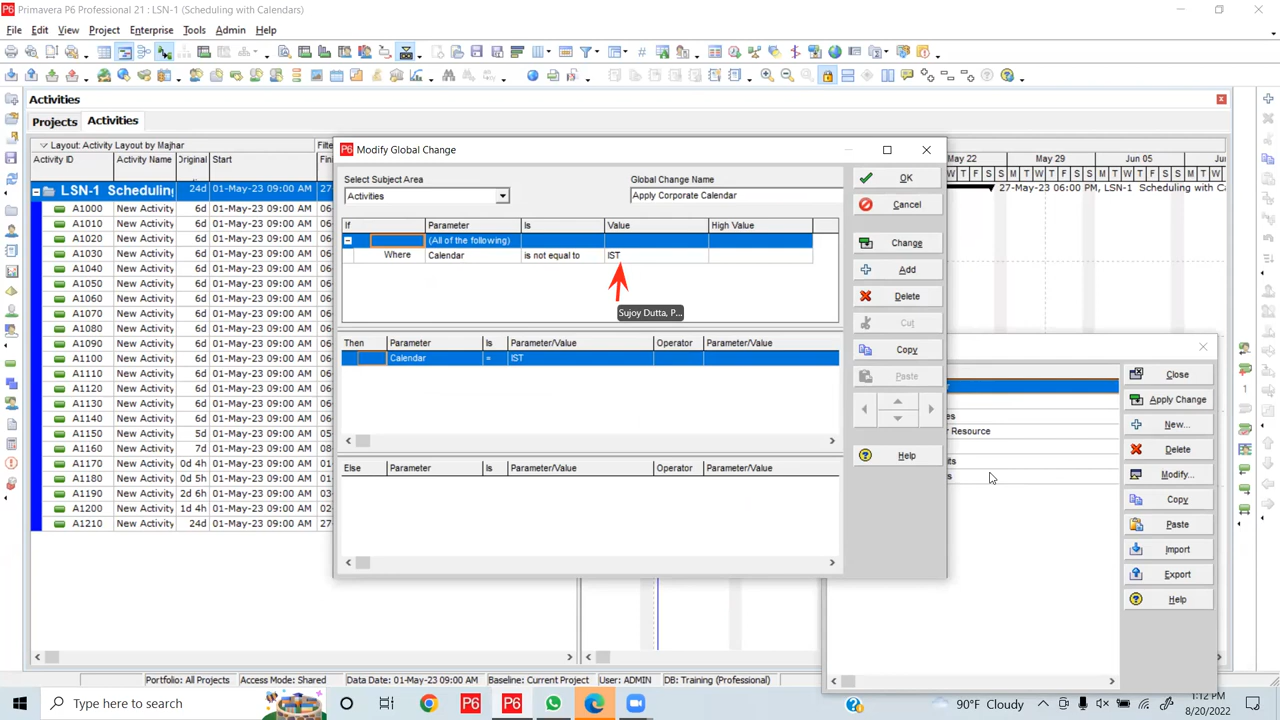 Primavera P6 Professional 21 : LSN-1 (Scheduling with Calendars)
File Edit View Project Enterprise Tools Admin Help
Activities
Projects Activities
Layout: Activity Layout by Majhar
Activity ID Activity Name Original Start
LSN-1 Scheduling 24d 01-May-23 09:00 AM
A1000 New Activity 6d 01-May-23 09:00 AM
A1010 New Activity 6d 01-May-23 09:00 AM
A1020 New Activity 6d 01-May-23 09:00 AM
A1030 New Activity 6d 01-May-23 09:00 AM
A1040 New Activity 6d 01-May-23 09:00 AM
A1050 New Activity 6d 01-May-23 09:00 AM
A1060 New Activity 6d 01-May-23 09:00 AM
A1070 New Activity 6d 01-May-23 09:00 AM
A1080 New Activity 6d 01-May-23 09:00 AM
A1090 New Activity 6d 01-May-23 09:00 AM
A1100 New Activity 6d 01-May-23 09:00 AM
A1110 New Activity 6d 01-May-23 09:00 AM
A1120 New Activity 6d 01-May-23 09:00 AM
A1130 New Activity 6d 01-May-23 09:00 AM
A1140 New Activity 6d 01-May-23 09:00 AM
A1150 New Activity 5d 01-May-23 09:00 AM
A1160 New Activity 7d 01-May-23 09:00 AM
A1170 New Activity 0d 4h 01-May-23 09:00 AM
A1180 New Activity 0d 5h 01-May-23 09:00 AM
A1190 New Activity 2d 6h 01-May-23 09:00 AM
A1200 New Activity 1d 4h 01-May-23 09:00 AM
A1210 New Activity 24d 01-May-23 09:00 AM
Modify Global Change
Select Subject Area Global Change Name
Activities Apply Corporate Calendar
If Parameter Is Value High Value
(All of the following)
Where Calendar is not equal to IST
Sujoy Dutta, P...
Then Parameter Is Parameter/Value Operator Parameter/Value
Calendar = IST
Else Parameter Is Parameter/Value Operator Parameter/Value
OK
Cancel
Change
Add
Delete
Cut
Copy
Paste
Help
May 22 May 29 Jun 05
W T F S S M T W T F S S M T W T F S S M
27-May-23 06:00 PM, LSN-1 Scheduling with Ca
Resource
Close
Apply Change
New...
Delete
Modify...
Copy
Paste
Import
Export
Help
Portfolio: All Projects Access Mode: Shared Data Date: 01-May-23 09:00 AM Baseline: Current Project User: ADMIN DB: Training (Professional)
Type here to search
90°F Cloudy
1:12 PM
8/20/2022